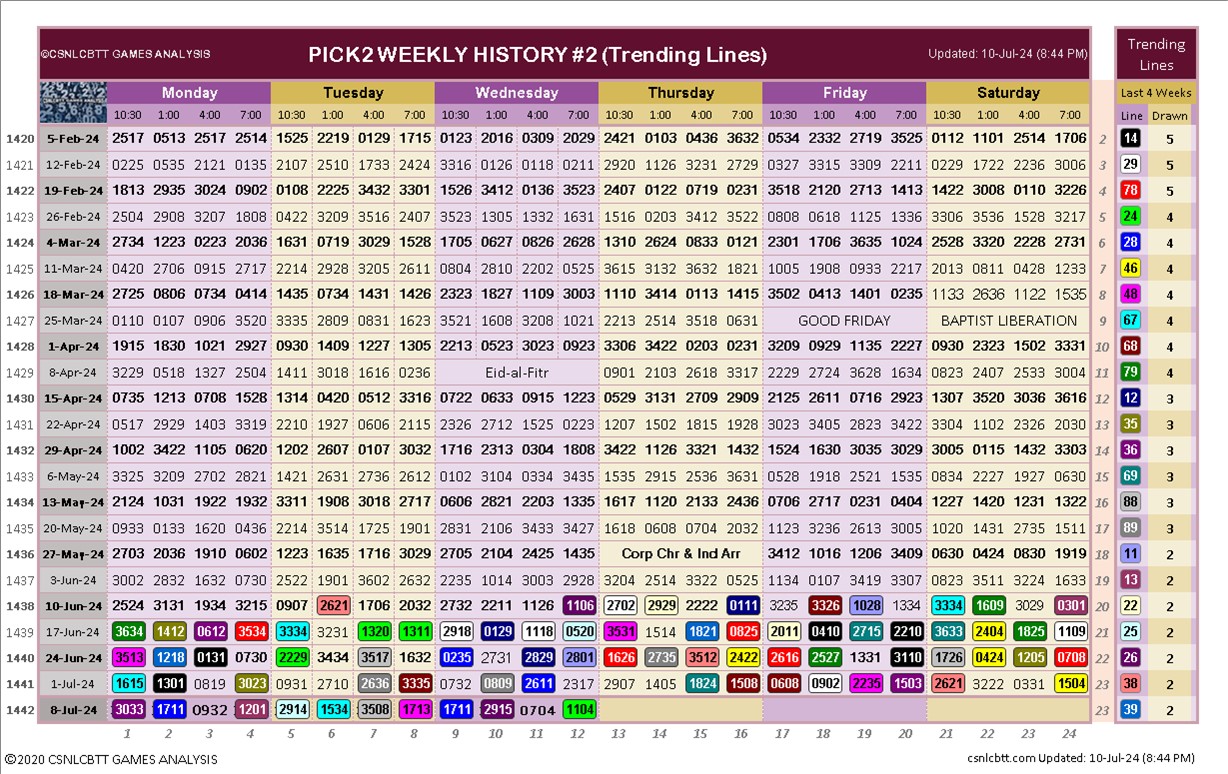 ©CSNLCBTT GAMES ANALYSIS PICK2 WEEKLY HISTORY #2 (Trending Lines) Updated: 10-Jul-24 (8:44 PM) Trending Lines
Monday Tuesday Wednesday Thursday Friday Saturday Last 4 Weeks
10:30 1:00 4:00 7:00 10:30 1:00 4:00 7:00 10:30 1:00 4:00 7:00 10:30 1:00 4:00 7:00 10:30 1:00 4:00 7:00 10:30 1:00 4:00 7:00 Line Drawn
1420 5-Feb-24 2517 0513 2517 2514 1525 2219 0129 1715 0123 2016 0309 2029 2421 0103 0436 3632 0534 2332 2719 3525 0112 1101 2514 1706 2 14 5
1421 12-Feb-24 0225 0535 2121 0135 2107 2510 1733 2424 3316 0126 0118 0211 2920 1126 3231 2729 0327 3315 3309 2211 0229 1722 2236 3006 3 29 5
1422 19-Feb-24 1813 2935 3024 0902 0108 2225 3432 3301 1526 3412 0136 3523 2407 0122 0719 0231 3518 2120 2713 1413 1422 3008 0110 3226 4 78 5
1423 26-Feb-24 2504 2908 3207 1808 0422 3209 3516 2407 3523 1305 1332 1631 1516 0203 3412 3522 0808 0618 1125 1336 3306 3536 1528 3217 5 24 4
1424 4-Mar-24 2734 1223 0223 2036 1631 0719 3029 1528 1705 0627 0826 2628 1310 2624 0833 0121 2301 1706 3635 1024 2528 3320 2228 2731 6 28 4
1425 11-Mar-24 0420 2706 0915 2717 2214 2928 3205 2611 0804 2810 2202 0525 3615 3132 3632 1821 1005 1908 0933 2217 2013 0811 0428 1233 7 46 4
1426 18-Mar-24 2725 0806 0734 0414 1435 0734 1431 1428 2323 1827 1109 3003 1110 3414 0113 1415 3502 0413 1401 0235 1133 2636 1122 1535 8 48 4
1427 25-Mar-24 0110 0107 0906 3520 3335 2809 0831 1623 3521 1608 3208 1021 2213 2514 3518 0631 GOOD FRIDAY BAPTIST LIBERATION 9 67 4
1428 1-Apr-24 1915 1830 1021 2927 0930 1409 1227 1305 2213 0523 3023 0923 3306 3422 0203 0231 3209 0929 1135 2227 0930 2323 1502 3331 10 68 4
1429 8-Apr-24 3229 0518 1327 2504 1411 3018 1616 0236 Eid-al-Fitr 0901 2103 2618 3317 2229 2724 3628 1634 0823 2407 2533 3004 11 79 4
1430 15-Apr-24 0735 1213 0708 1528 1314 0420 0512 3316 0722 0633 0915 1223 0529 3131 2709 2909 2125 2611 0716 2923 1007 3520 3036 3616 12 12 3
1431 22-Apr-24 0517 2929 1403 3319 2210 1927 0606 2115 2326 2712 1525 0223 1207 1502 1815 1928 3023 3405 2823 3422 3304 1102 2326 2030 13 35 3
1432 29-Apr-24 1002 3422 1105 0620 1202 2607 0107 3032 1716 2313 0304 1808 3422 1126 3321 1432 1524 1630 3035 3029 3005 0115 1432 3303 14 36 3
1433 6-May-24 3325 3209 2702 2821 1421 2631 2736 2616 0102 3104 0334 3435 1535 2915 2536 3631 0528 1918 2521 1535 0834 2227 1927 0630 15 69 3
1434 13-May-24 2124 1031 1922 1932 3311 1908 3018 2717 0606 2821 2203 1335 1617 1120 2133 2436 0706 2717 0231 0404 1227 1420 1231 1322 16 88 3
1435 20-May-24 0933 0133 1620 0436 2214 3514 1725 1901 2831 2106 3433 3427 1618 0608 0704 2032 1123 3236 2613 3005 1020 1431 2735 1511 17 89 3
1436 27-May-24 2703 2036 1910 0602 1223 1635 1716 3029 2705 2104 2425 1435 Corp Chr & Ind Arr 3412 1016 1206 3409 0630 0424 0830 1919 18 11 2
1437 3-Jun-24 3002 2832 1632 0730 2522 1901 3602 2632 2235 1014 3003 2928 3204 2514 3322 0525 1134 0107 3419 3307 0823 3511 3224 1633 19 13 2
1438 10-Jun-24 2524 3131 1934 3215 0907 2621 1706 2032 2732 2211 1126 1106 2702 2929 2222 0111 3235 3326 1028 1334 3334 1609 3029 0301 20 22 2
1439 17-Jun-24 3634 1412 0612 3534 3334 3231 1320 1311 2918 0129 1118 0520 3531 1514 1821 0825 2011 0410 2715 2210 3633 2404 1825 1109 21 25 2
1440 24-Jun-24 3513 1218 0131 0730 2229 3434 3517 1632 0235 2731 2829 2801 1626 2735 3512 2422 2616 2527 1331 3110 1726 0424 1205 0708 22 26 2
1441 1-Jul-24 1615 1301 0819 3023 0931 2710 2636 3335 0732 0809 2611 2317 2907 1405 1824 1508 0608 0902 2235 1503 2621 3222 0331 1504 23 38 2
1442 8-Jul-24 3033 1711 0932 1201 2914 1534 3508 1713 1711 2915 0704 1104 23 39 2
1 2 3 4 5 6 7 8 9 10 11 12 13 14 15 16 17 18 19 20 21 22 23 24
©2020 CSNLCBTT GAMES ANALYSIS csnlcbtt.com Updated: 10-Jul-24 (8:44 PM)